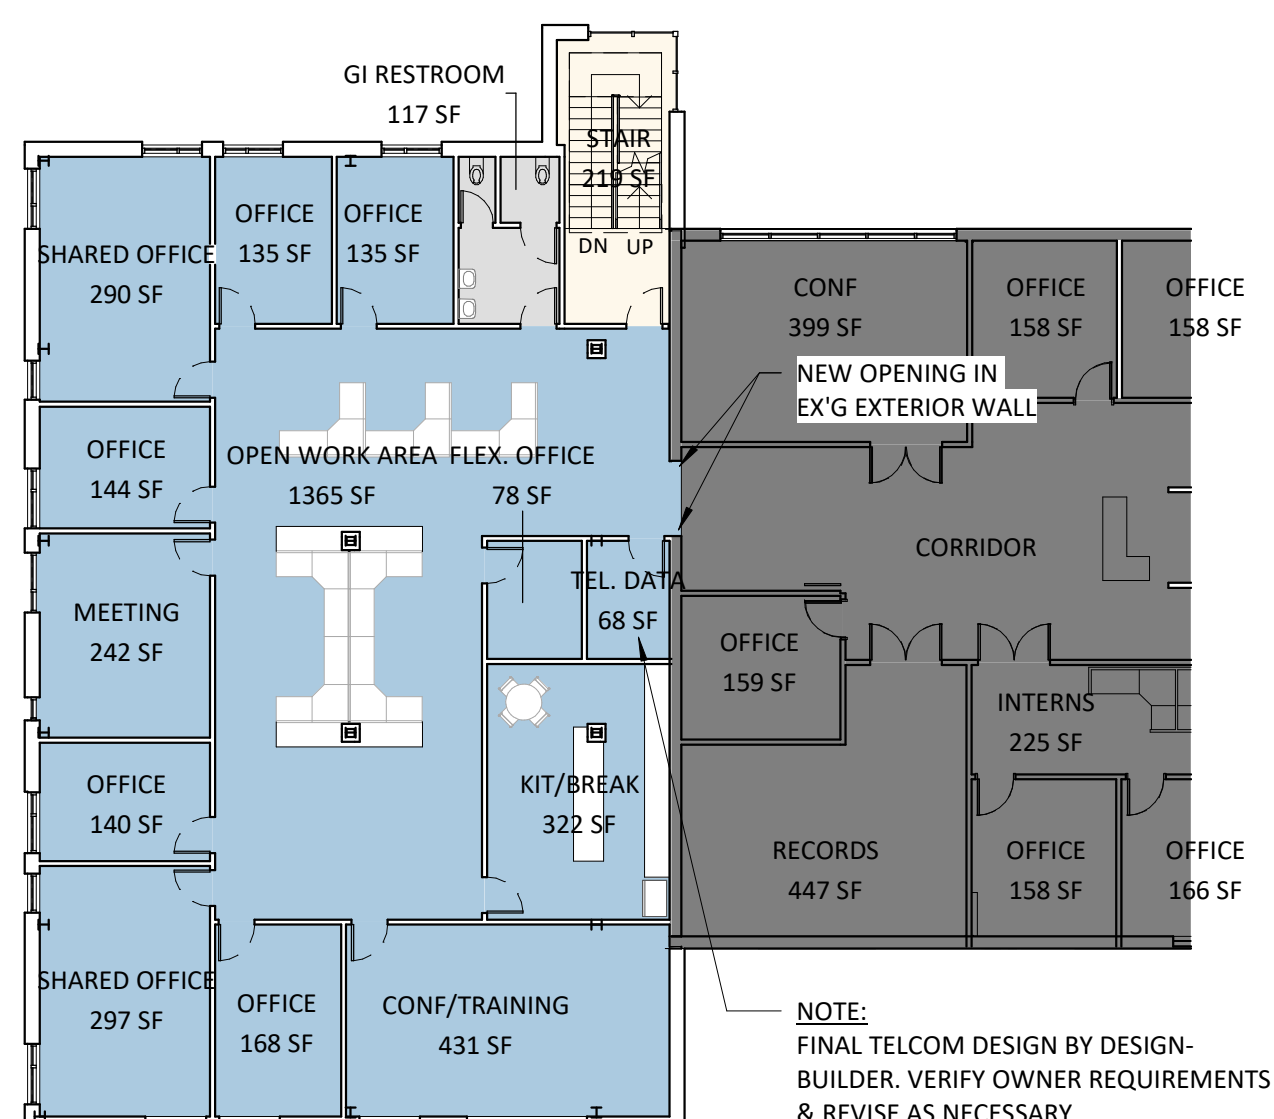 GI RESTROOM
117 SF
STAIR
219 SF
DN UP
SHARED OFFICE
290 SF
OFFICE
135 SF
OFFICE
135 SF
CONF
399 SF
OFFICE
158 SF
OFFICE
158 SF
NEW OPENING IN
EX'G EXTERIOR WALL
OFFICE
144 SF
OPEN WORK AREA
1365 SF
FLEX. OFFICE
78 SF
CORRIDOR
MEETING
242 SF
TEL. DATA
68 SF
OFFICE
159 SF
INTERNS
225 SF
OFFICE
140 SF
KIT/BREAK
322 SF
RECORDS
447 SF
OFFICE
158 SF
OFFICE
166 SF
SHARED OFFICE
297 SF
OFFICE
168 SF
CONF/TRAINING
431 SF
NOTE:
FINAL TELCOM DESIGN BY DESIGN-
BUILDER. VERIFY OWNER REQUIREMENTS
& REVISE AS NECESSARY